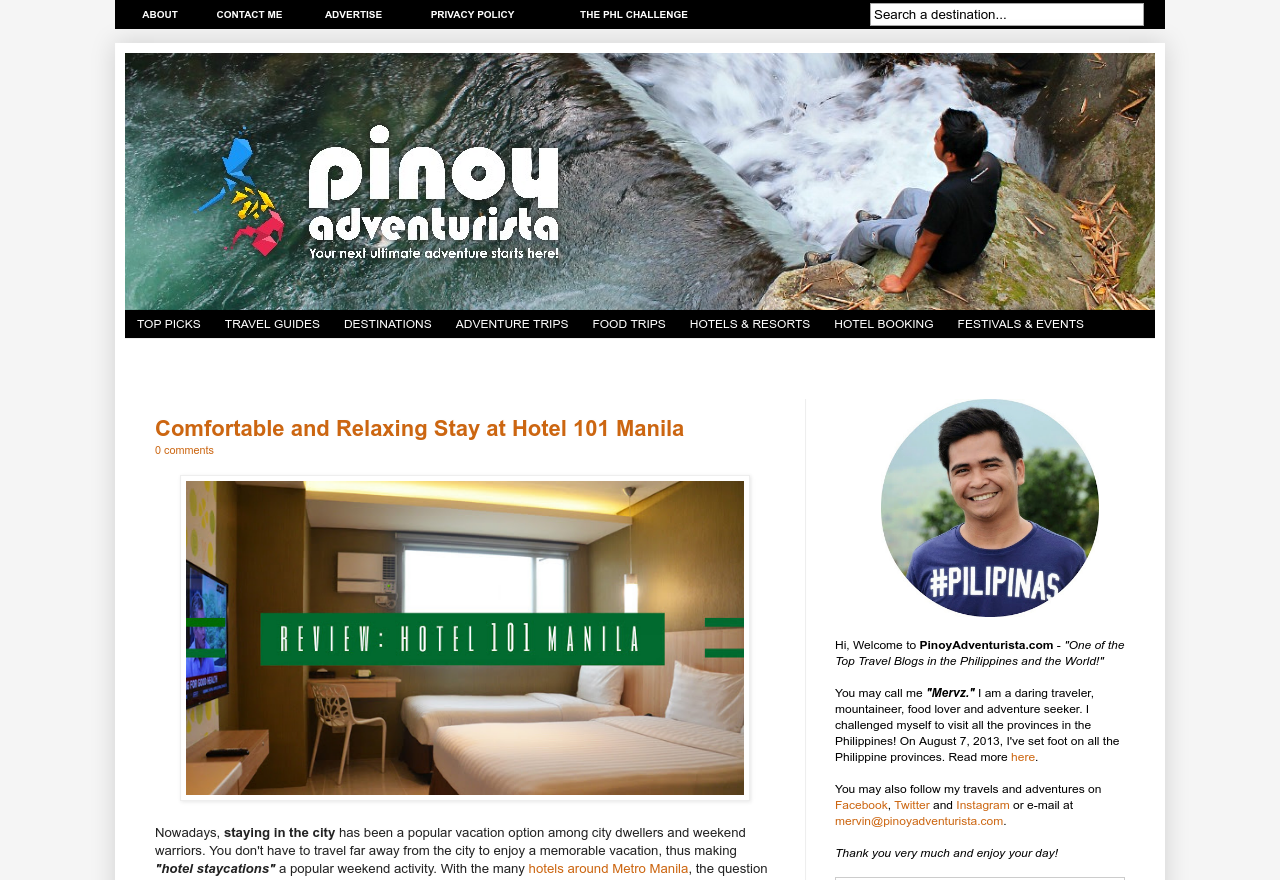 ABOUT CONTACT ME ADVERTISE PRIVACY POLICY THE PHL CHALLENGE Search a destination...
pinoy
adventurista
Your next ultimate adventure starts here!
TOP PICKS TRAVEL GUIDES DESTINATIONS ADVENTURE TRIPS FOOD TRIPS HOTELS & RESORTS HOTEL BOOKING FESTIVALS & EVENTS
Comfortable and Relaxing Stay at Hotel 101 Manila
0 comments
REVIEW: HOTEL 101 MANILA
Nowadays, staying in the city has been a popular vacation option among city dwellers and weekend
warriors. You don't have to travel far away from the city to enjoy a memorable vacation, thus making
"hotel staycations" a popular weekend activity. With the many hotels around Metro Manila, the question
#PILIPINAS
Hi, Welcome to PinoyAdventurista.com - "One of the
Top Travel Blogs in the Philippines and the World!"
You may call me "Mervz." I am a daring traveler,
mountaineer, food lover and adventure seeker. I
challenged myself to visit all the provinces in the
Philippines! On August 7, 2013, I've set foot on all the
Philippine provinces. Read more here.
You may also follow my travels and adventures on
Facebook, Twitter and Instagram or e-mail at
mervin@pinoyadventurista.com.
Thank you very much and enjoy your day!